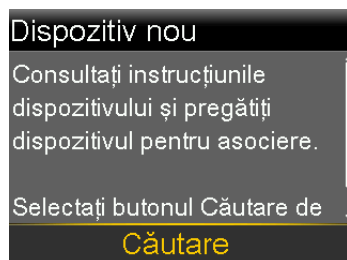 Dispozitiv nou
Consultați instrucțiunile
dispozitivului și pregătiți
dispozitivul pentru asociere.
Selectați butonul Căutare de
Căutare